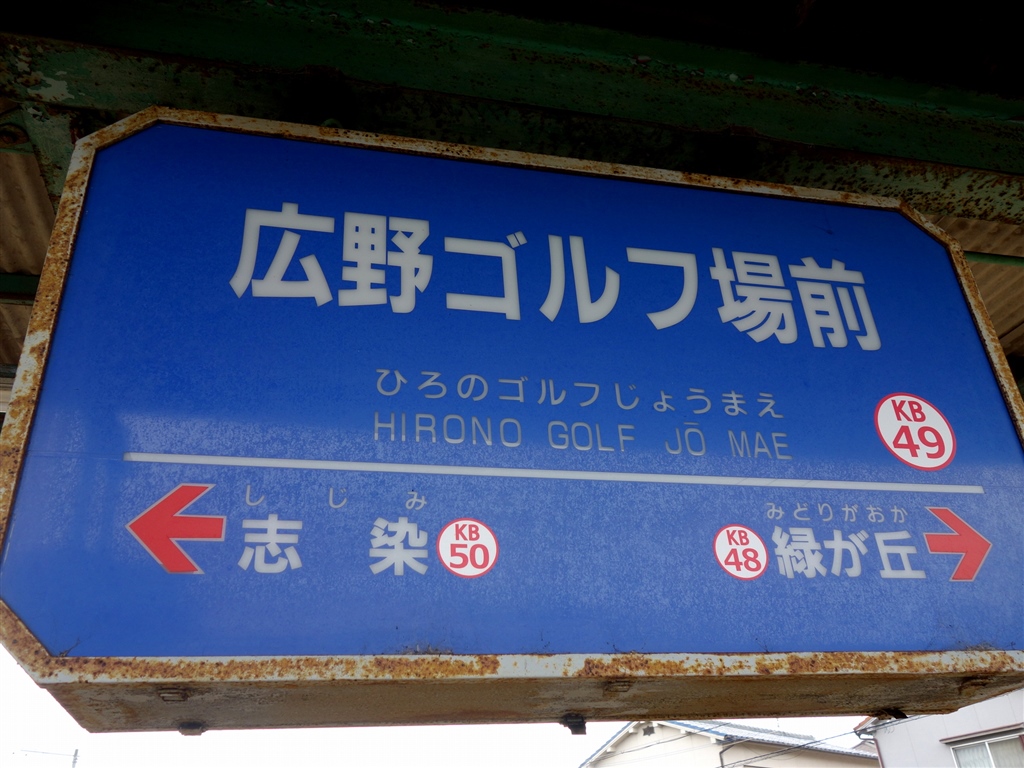 広野ゴルフ場前
ひろのゴルフじょうまえ
HIRONO GOLF JŌ MAE
KB
49
しじみ
志染
KB
50
みどりがおか
KB
48
緑が丘